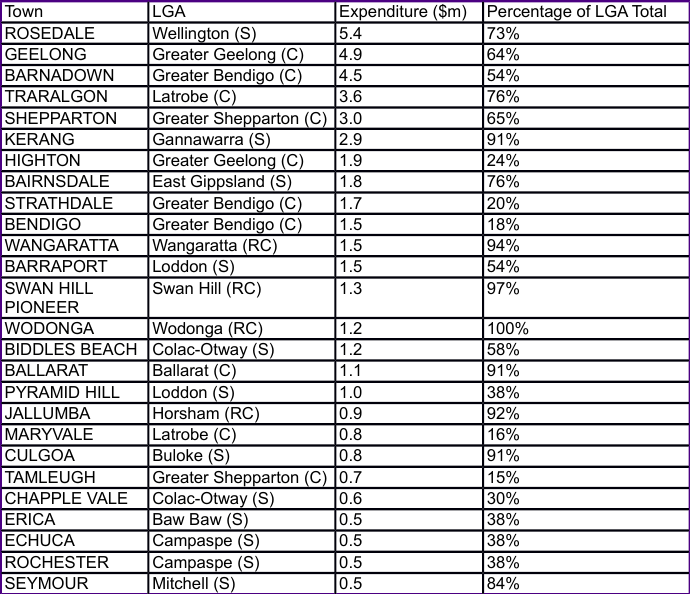 Town LGA Expenditure ($m) Percentage of LGA Total
ROSEDALE Wellington (S) 5.4 73%
GEELONG Greater Geelong (C) 4.9 64%
BARNADOWN Greater Bendigo (C) 4.5 54%
TRARALGON Latrobe (C) 3.6 76%
SHEPPARTON Greater Shepparton (C) 3.0 65%
KERANG Gannawarra (S) 2.9 91%
HIGHTON Greater Geelong (C) 1.9 24%
BAIRNSDALE East Gippsland (S) 1.8 76%
STRATHDALE Greater Bendigo (C) 1.7 20%
BENDIGO Greater Bendigo (C) 1.5 18%
WANGARATTA Wangaratta (RC) 1.5 94%
BARRAPORT Loddon (S) 1.5 54%
SWAN HILL Swan Hill (RC) 1.3 97%
PIONEER
WODONGA Wodonga (RC) 1.2 100%
BIDDLES BEACH Colac-Otway (S) 1.2 58%
BALLARAT Ballarat (C) 1.1 91%
PYRAMID HILL Loddon (S) 1.0 38%
JALLUMBA Horsham (RC) 0.9 92%
MARYVALE Latrobe (C) 0.8 16%
CULGOA Buloke (S) 0.8 91%
TAMLEUGH Greater Shepparton (C) 0.7 15%
CHAPPLE VALE Colac-Otway (S) 0.6 30%
ERICA Baw Baw (S) 0.5 38%
ECHUCA Campaspe (S) 0.5 38%
ROCHESTER Campaspe (S) 0.5 38%
SEYMOUR Mitchell (S) 0.5 84%